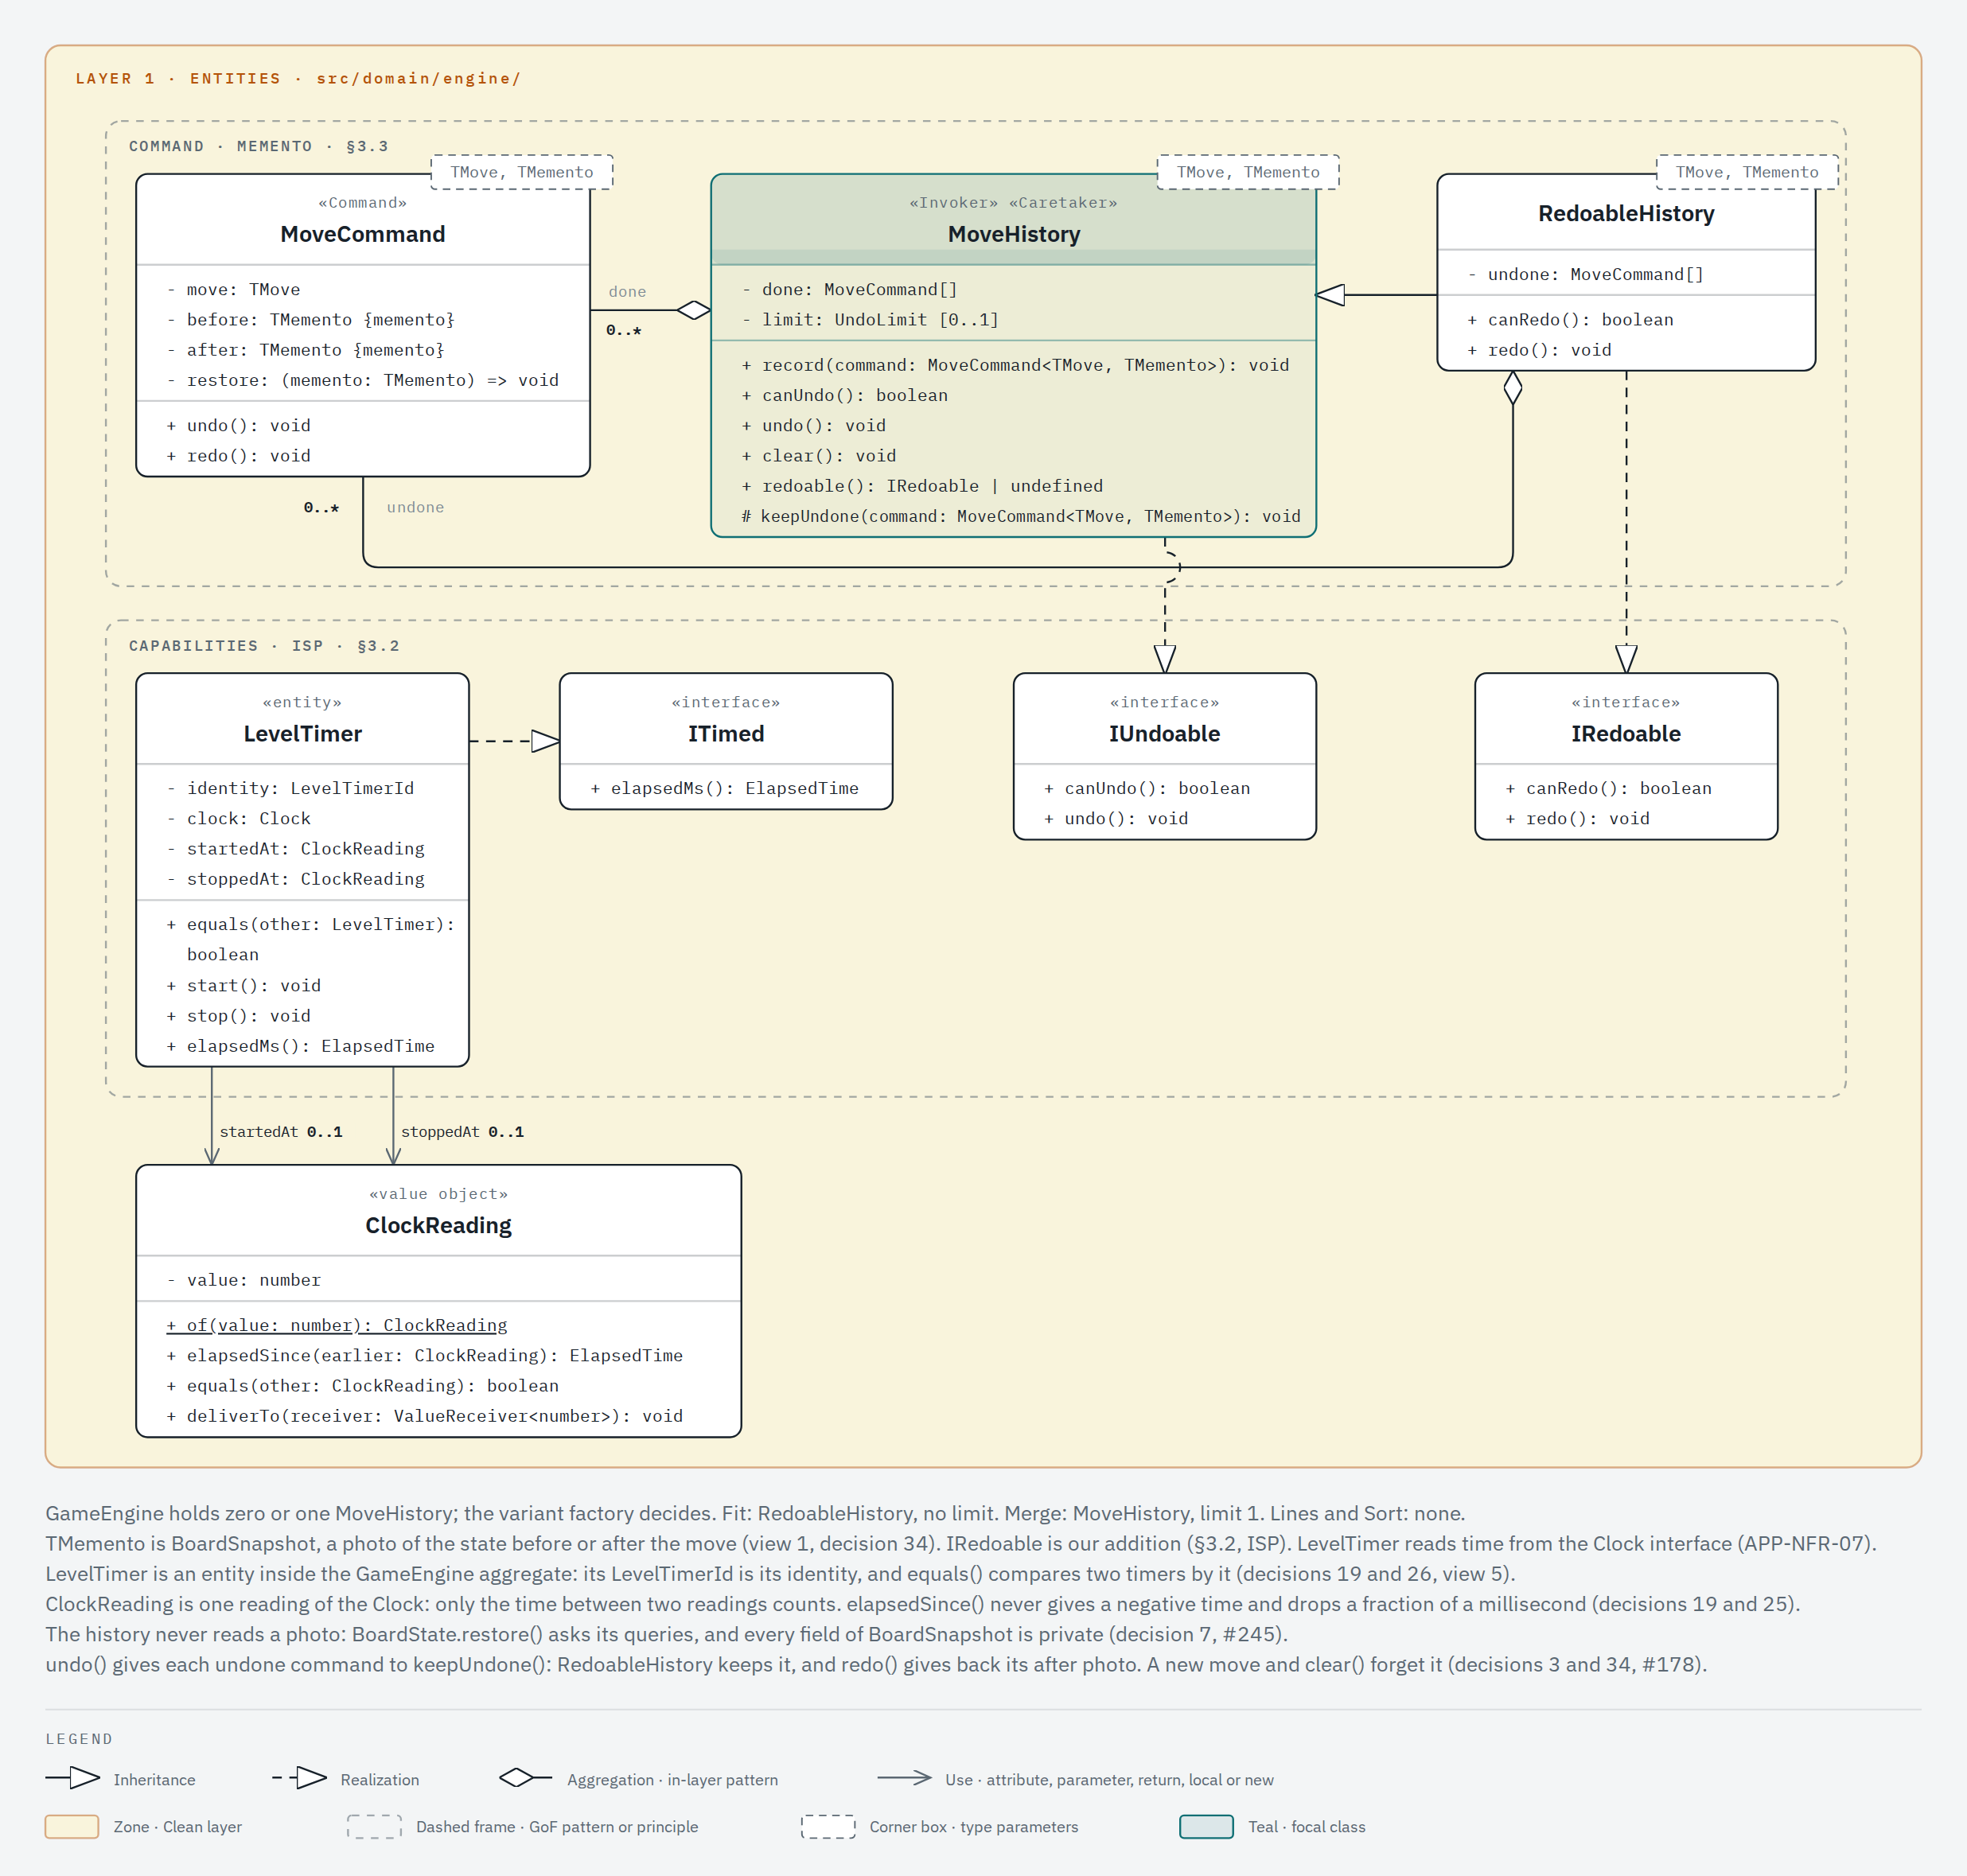 LAYER 1 · ENTITIES · src/domain/engine/
COMMAND · MEMENTO · §3.3
TMove, TMemento
«Command»
MoveCommand
- move: TMove
- before: TMemento {memento}
- after: TMemento {memento}
- restore: (memento: TMemento) => void
+ undo(): void
+ redo(): void
done
0..*
TMove, TMemento
«Invoker» «Caretaker»
MoveHistory
- done: MoveCommand[]
- limit: UndoLimit [0..1]
+ record(command: MoveCommand<TMove, TMemento>): void
+ canUndo(): boolean
+ undo(): void
+ clear(): void
+ redoable(): IRedoable | undefined
# keepUndone(command: MoveCommand<TMove, TMemento>): void
TMove, TMemento
RedoableHistory
- undone: MoveCommand[]
+ canRedo(): boolean
+ redo(): void
0..* undone
CAPABILITIES · ISP · §3.2
«entity»
LevelTimer
- identity: LevelTimerId
- clock: Clock
- startedAt: ClockReading
- stoppedAt: ClockReading
+ equals(other: LevelTimer):
boolean
+ start(): void
+ stop(): void
+ elapsedMs(): ElapsedTime
«interface»
ITimed
+ elapsedMs(): ElapsedTime
«interface»
IUndoable
+ canUndo(): boolean
+ undo(): void
«interface»
IRedoable
+ canRedo(): boolean
+ redo(): void
startedAt 0..1
stoppedAt 0..1
«value object»
ClockReading
- value: number
+ of(value: number): ClockReading
+ elapsedSince(earlier: ClockReading): ElapsedTime
+ equals(other: ClockReading): boolean
+ deliverTo(receiver: ValueReceiver<number>): void
GameEngine holds zero or one MoveHistory; the variant factory decides. Fit: RedoableHistory, no limit. Merge: MoveHistory, limit 1. Lines and Sort: none.
TMemento is BoardSnapshot, a photo of the state before or after the move (view 1, decision 34). IRedoable is our addition (§3.2, ISP). LevelTimer reads time from the Clock interface (APP-NFR-07).
LevelTimer is an entity inside the GameEngine aggregate: its LevelTimerId is its identity, and equals() compares two timers by it (decisions 19 and 26, view 5).
ClockReading is one reading of the Clock: only the time between two readings counts. elapsedSince() never gives a negative time and drops a fraction of a millisecond (decisions 19 and 25).
The history never reads a photo: BoardState.restore() asks its queries, and every field of BoardSnapshot is private (decision 7, #245).
undo() gives each undone command to keepUndone(): RedoableHistory keeps it, and redo() gives back its after photo. A new move and clear() forget it (decisions 3 and 34, #178).
LEGEND
Inheritance
Realization
Aggregation · in-layer pattern
Use · attribute, parameter, return, local or new
Zone · Clean layer
Dashed frame · GoF pattern or principle
Corner box · type parameters
Teal · focal class